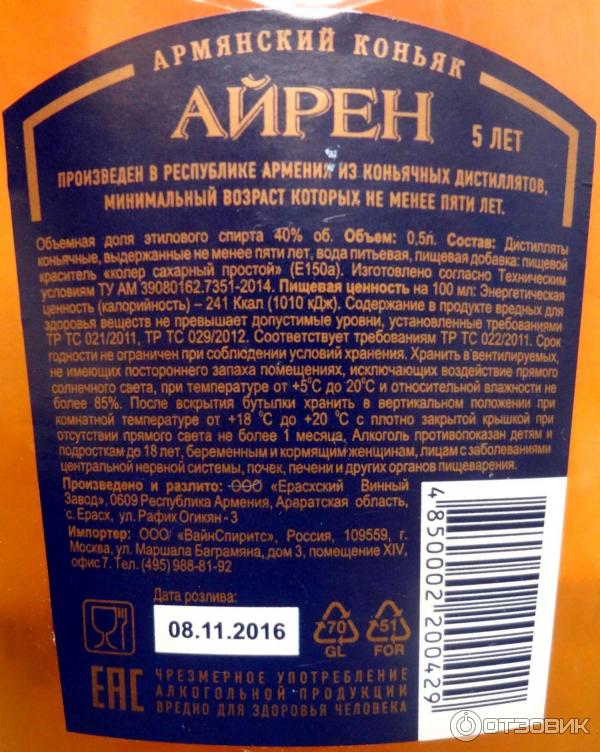 АРМЯНСКИЙ КОНЬЯК
АЙРЕН
5 ЛЕТ
ПРОИЗВЕДЕН В РЕСПУБЛИКЕ АРМЕНИЯ ИЗ КОНЬЯЧНЫХ ДИСТИЛЛЯТОВ,
МИНИМАЛЬНЫЙ ВОЗРАСТ КОТОРЫХ НЕ МЕНЕЕ ПЯТИ ЛЕТ.
Объемная доля этилового спирта 40% об. Объем: 0,5л. Состав: Дистилляты
коньячные, выдержанные не менее пяти лет, вода питьевая, пищевая добавка: пищевой
краситель «колер сахарный простой» (Е150а). Изготовлено согласно Техническим
условиям ТУ АМ 39080162.7351-2014. Пищевая ценность на 100 мл: Энергетическая
ценность (калорийность) – 241 Ккал (1010 кДж). Содержание в продукте вредных для
здоровья веществ не превышает допустимые уровни, установленные требованиями
ТР ТС 021/2011, ТР ТС 029/2012. Соответствует требованиям ТР ТС 022/2011. Срок
годности не ограничен при соблюдении условий хранения. Хранить в вентилируемых,
не имеющих постороннего запаха помещениях, исключающих воздействие прямого
солнечного света, при температуре от +5°С до 20°С и относительной влажности не
более 85%. После вскрытия бутылки хранить в вертикальном положении при
комнатной температуре от +18 °С до +20 °С с плотно закрытой крышкой при
отсутствии прямого света не более 1 месяца. Алкоголь противопоказан детям и
подросткам до 18 лет, беременным и кормящим женщинам, лицам с заболеваниями
центральной нервной системы, почек, печени и других органов пищеварения.
Произведено и разлито: ООО «Ерасхский Винный
Завод», 0609 Республика Армения, Араратская область,
с. Ерасх, ул. Рафик Огикян - 3
Импортер: ООО «ВайнСпиритс», Россия, 109559, г.
Москва, ул. Маршала Баграмяна, дом 3, помещение XIV,
офис 7. Тел. (495) 988-81-92
Дата розлива:
08.11.2016
70
GL
51
FOR
EAC
ЧРЕЗМЕРНОЕ УПОТРЕБЛЕНИЕ
АЛКОГОЛЬНОЙ ПРОДУКЦИИ
ВРЕДНО ДЛЯ ЗДОРОВЬЯ ЧЕЛОВЕКА
4 850002 200429
ОТЗОВИК